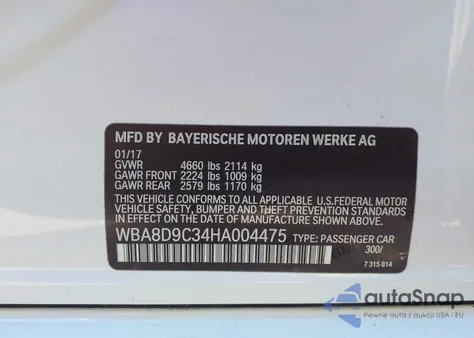 MFD BY BAYERISCHE MOTOREN WERKE AG
01/17
GVWR 4660 lbs 2114 kg
GAWR FRONT 2224 lbs 1009 kg
GAWR REAR 2579 lbs 1170 kg
THIS VEHICLE CONFORMS TO ALL APPLICABLE U.S.FEDERAL MOTOR
VEHICLE SAFETY, BUMPER, AND THEFT PREVENTION STANDARDS
IN EFFECT ON THE DATE OF MANUFACTURE SHOWN ABOVE.
WBA8D9C34HA004475 TYPE: PASSENGER CAR
300/
7 315 814
autoSnap
Pewne auta z aukcji USA - EU